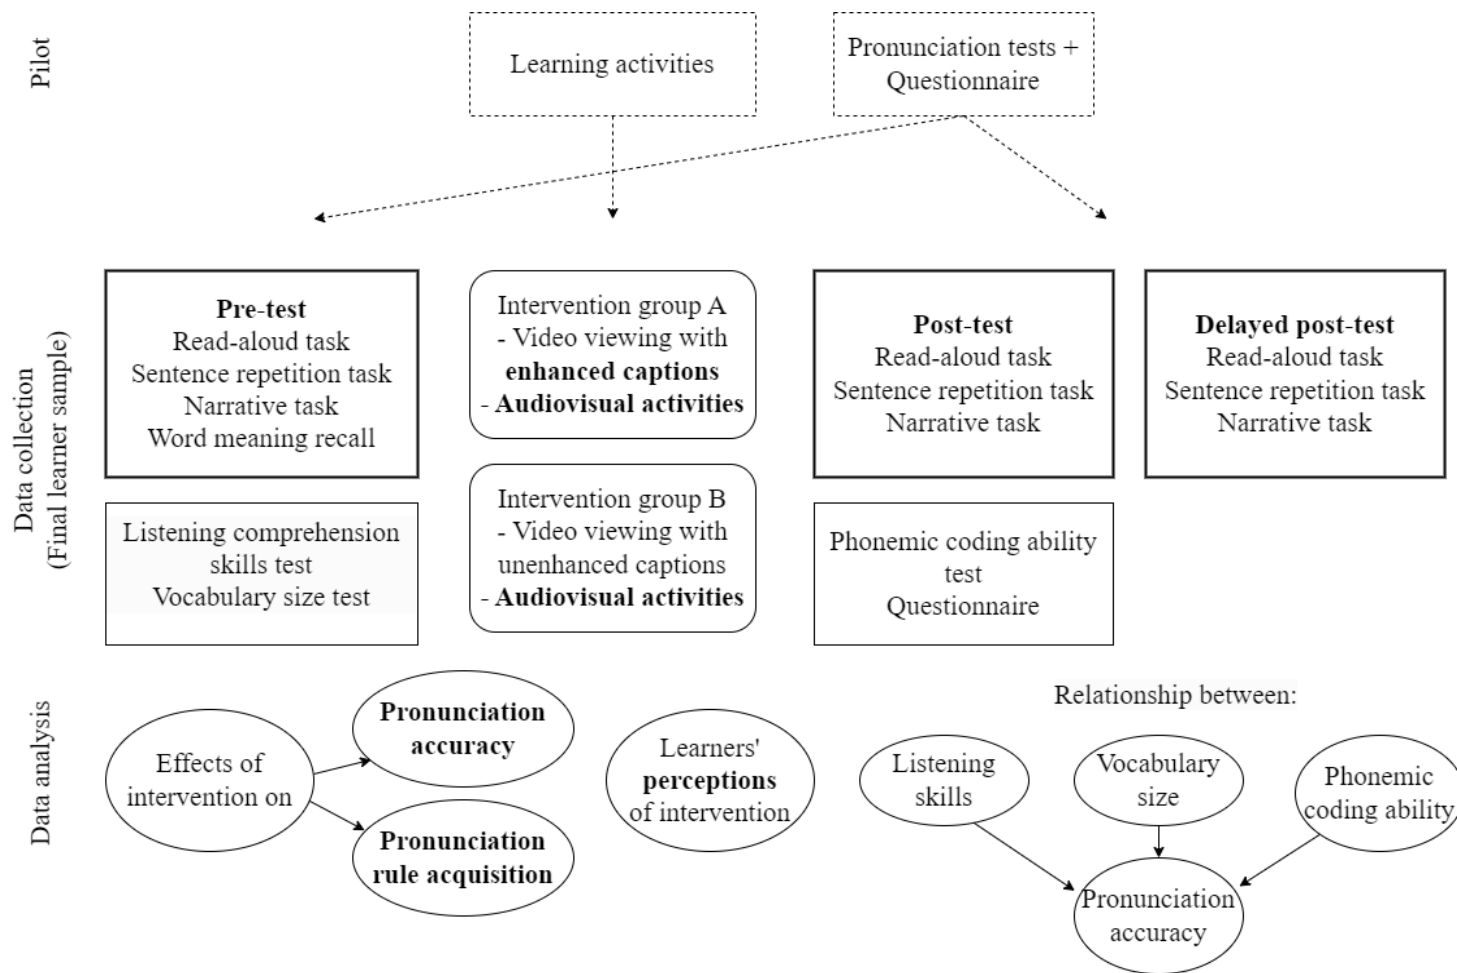 Pilot
Learning activities
Pronunciation tests +
Questionnaire
Data collection
(Final learner sample)
Pre-test
Read-aloud task
Sentence repetition task
Narrative task
Word meaning recall
Listening comprehension
skills test
Vocabulary size test
Intervention group A
- Video viewing with
enhanced captions
- Audiovisual activities
Intervention group B
- Video viewing with
unenhanced captions
- Audiovisual activities
Post-test
Read-aloud task
Sentence repetition task
Narrative task
Phonemic coding ability
test
Questionnaire
Delayed post-test
Read-aloud task
Sentence repetition task
Narrative task
Data analysis
Effects of
intervention on
Pronunciation
accuracy
Pronunciation
rule acquisition
Learners'
perceptions
of intervention
Relationship between:
Listening
skills
Vocabulary
size
Phonemic
coding ability
Pronunciation
accuracy